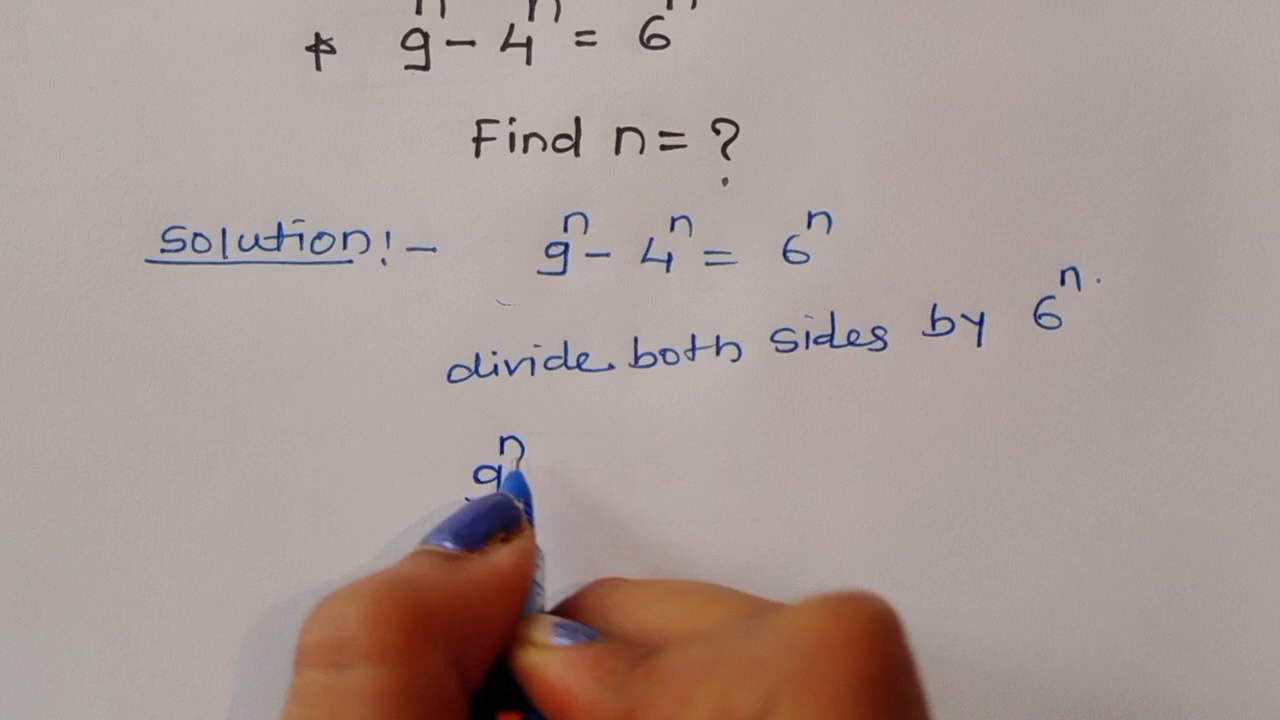 * 9ⁿ - 4ⁿ = 6ⁿ
Find n = ?
Solution:- 9ⁿ - 4ⁿ = 6ⁿ
divide both sides by 6ⁿ.
9ⁿ